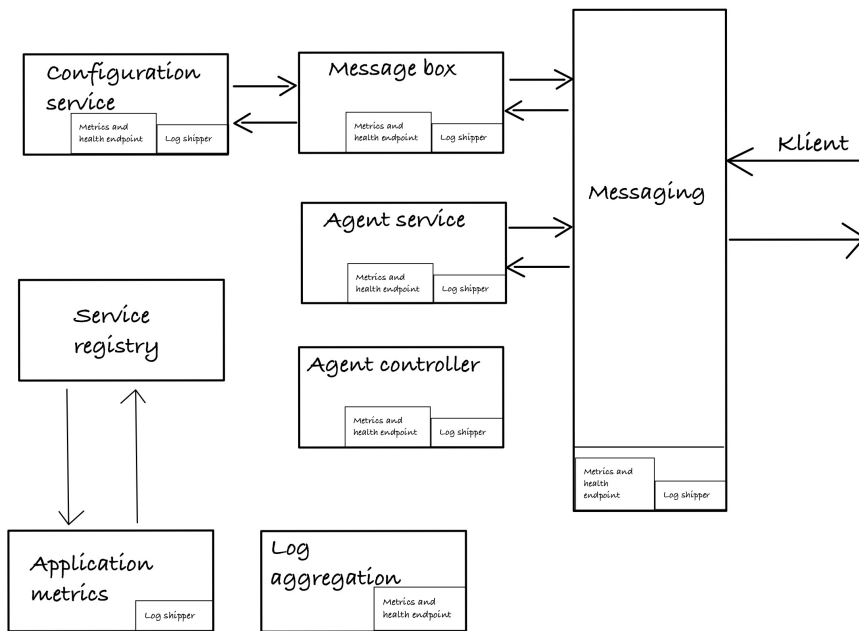 Configuration
service
Metrics and
health endpoint
Log shipper
Message box
Metrics and
health endpoint
Log shipper
Messaging
Metrics and
health
endpoint
Log shipper
Klient
Agent service
Metrics and
health endpoint
Log shipper
Service
registry
Agent controller
Metrics and
health endpoint
Log shipper
Application
metrics
Log shipper
Log
aggregation
Metrics and
health endpoint